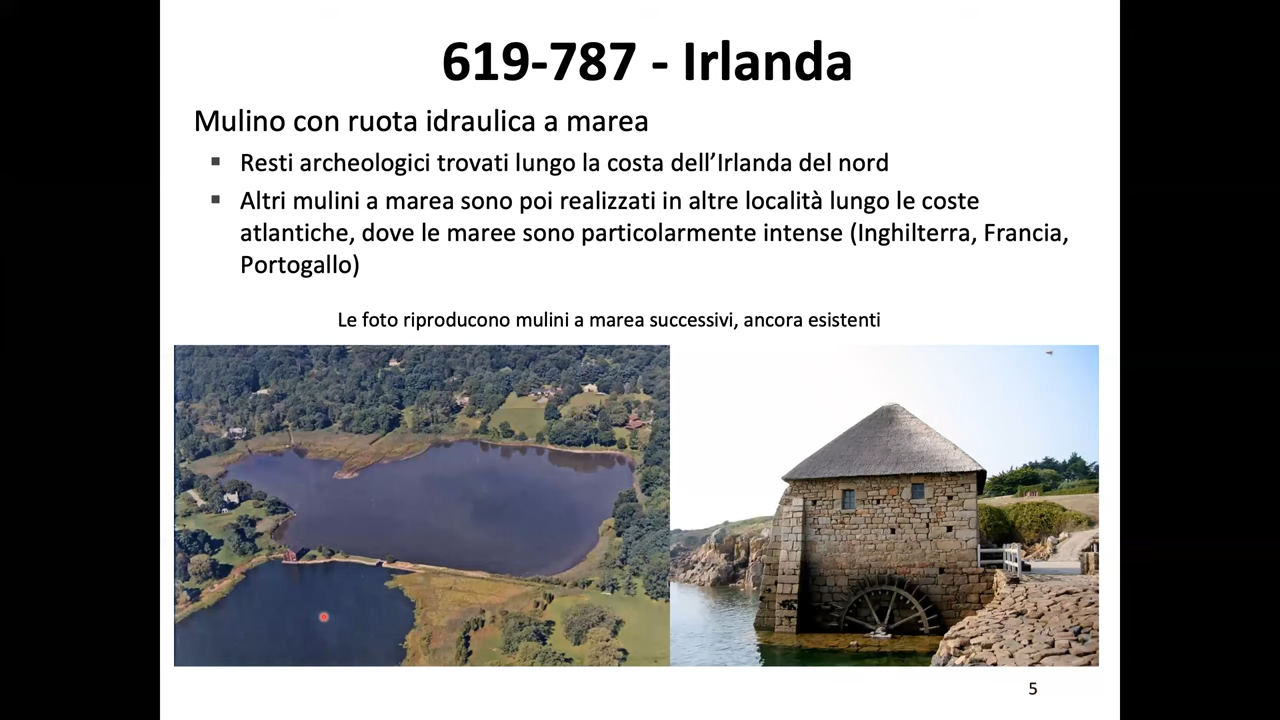 619-787 - Irlanda
Mulino con ruota idraulica a marea
▪ Resti archeologici trovati lungo la costa dell’Irlanda del nord
▪ Altri mulini a marea sono poi realizzati in altre località lungo le coste
atlantiche, dove le maree sono particolarmente intense (Inghilterra, Francia,
Portogallo)
Le foto riproducono mulini a marea successivi, ancora esistenti
5